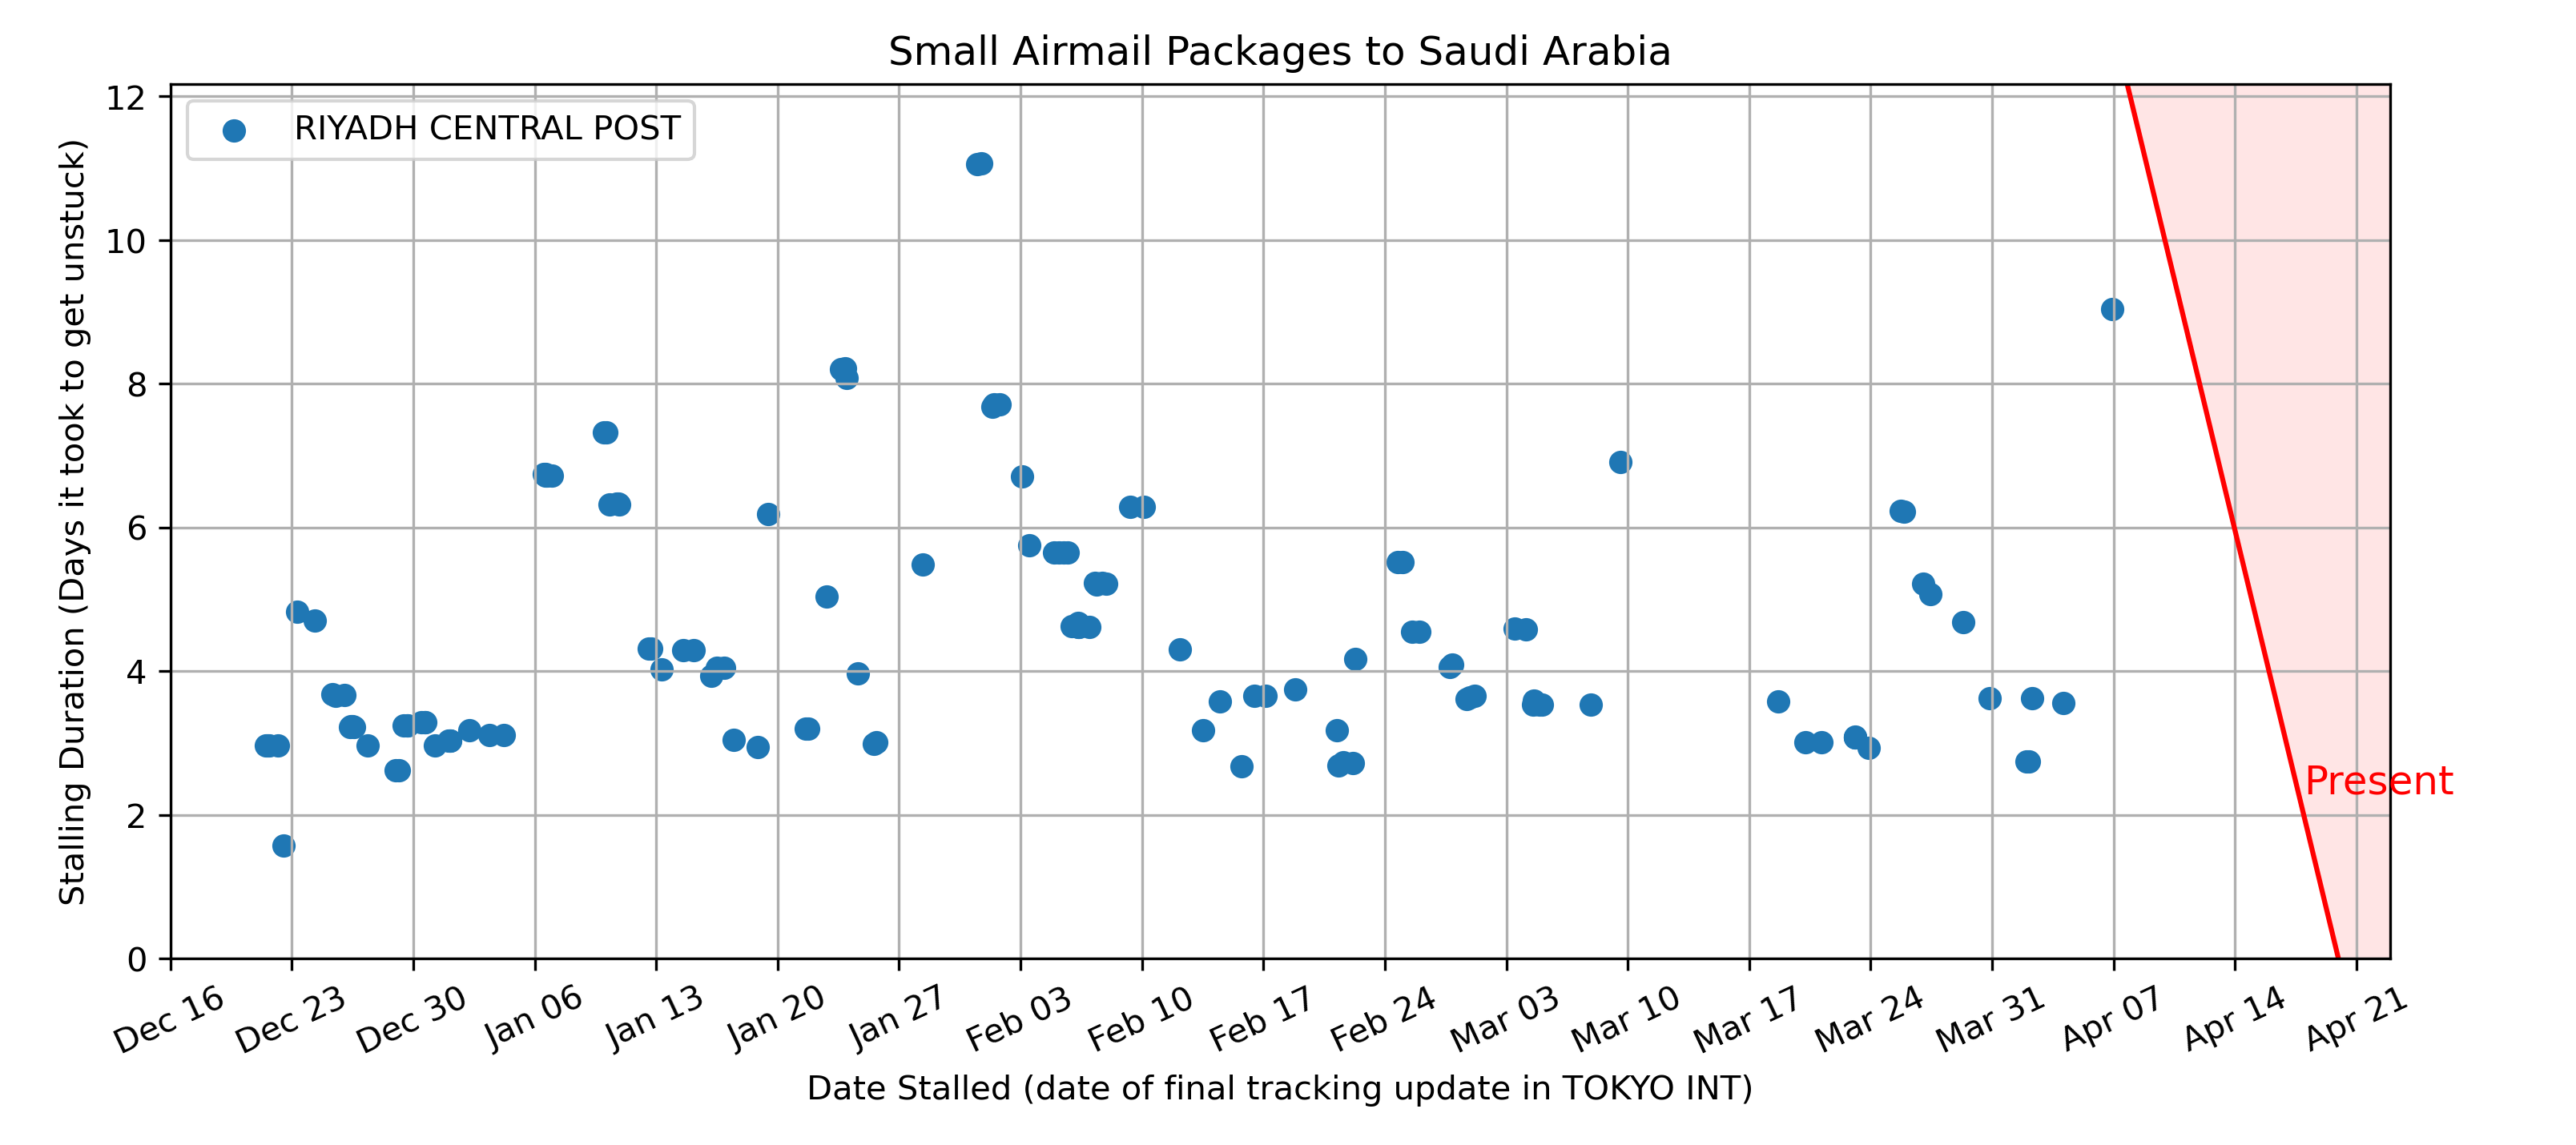 Small Airmail Packages to Saudi Arabia
RIYADH CENTRAL POST
Stalling Duration (Days it took to get unstuck)
12
10
8
6
4
2
0
Present
Dec 16
Dec 23
Dec 30
Jan 06
Jan 13
Jan 20
Jan 27
Feb 03
Feb 10
Feb 17
Feb 24
Mar 03
Mar 10
Mar 17
Mar 24
Mar 31
Apr 07
Apr 14
Apr 21
Date Stalled (date of final tracking update in TOKYO INT)